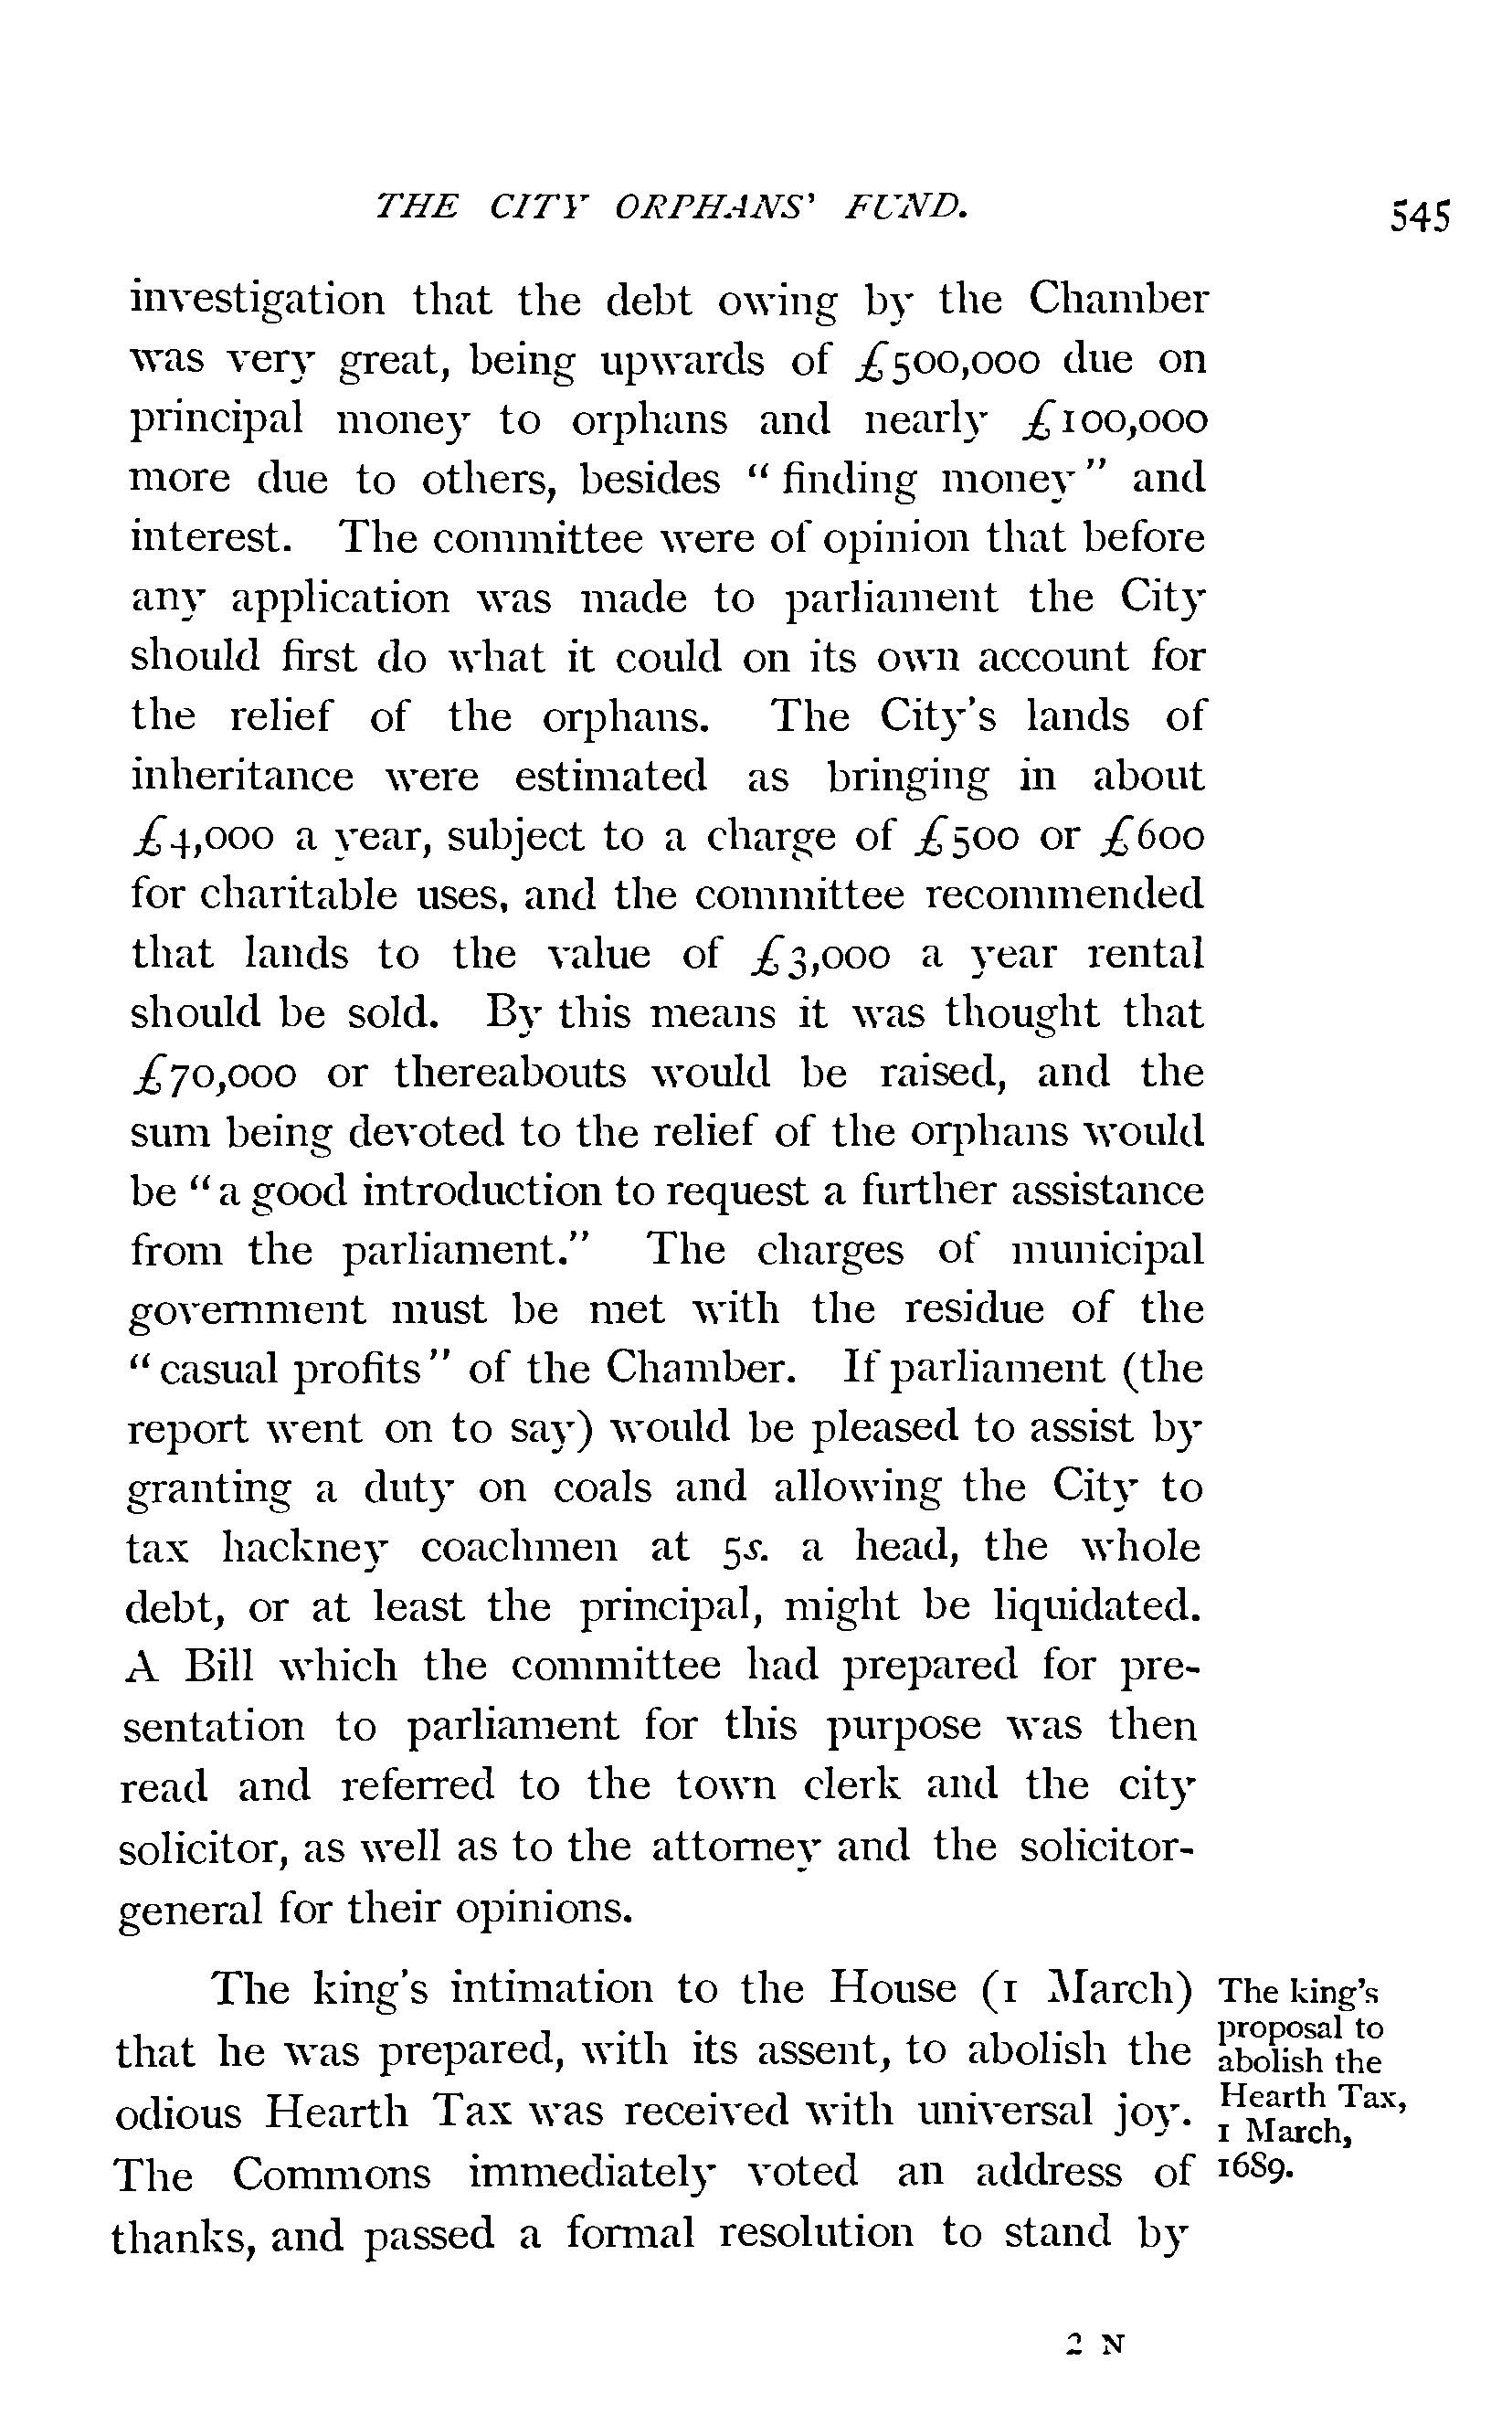 THE CITY ORPHANS' FUND. 545
investigation that the debt owing by the Chamber
was very great, being upwards of £500,000 due on
principal money to orphans and nearly £100,000
more due to others, besides “finding money” and
interest. The committee were of opinion that before
any application was made to parliament the City
should first do what it could on its own account for
the relief of the orphans. The City's lands of
inheritance were estimated as bringing in about
£4,000 a year, subject to a charge of £500 or £600
for charitable uses, and the committee recommended
that lands to the value of £3,000 a year rental
should be sold. By this means it was thought that
£70,000 or thereabouts would be raised, and the
sum being devoted to the relief of the orphans would
be “a good introduction to request a further assistance
from the parliament.” The charges of municipal
government must be met with the residue of the
“casual profits” of the Chamber. If parliament (the
report went on to say) would be pleased to assist by
granting a duty on coals and allowing the City to
tax hackney coachmen at 5s. a head, the whole
debt, or at least the principal, might be liquidated.
A Bill which the committee had prepared for pre-
sentation to parliament for this purpose was then
read and referred to the town clerk and the city
solicitor, as well as to the attorney and the solicitor-
general for their opinions.
The king's intimation to the House (1 March)
that he was prepared, with its assent, to abolish the
odious Hearth Tax was received with universal joy.
The Commons immediately voted an address of
thanks, and passed a formal resolution to stand by
The king's
proposal to
abolish the
Hearth Tax,
1 March,
1689.
2 N